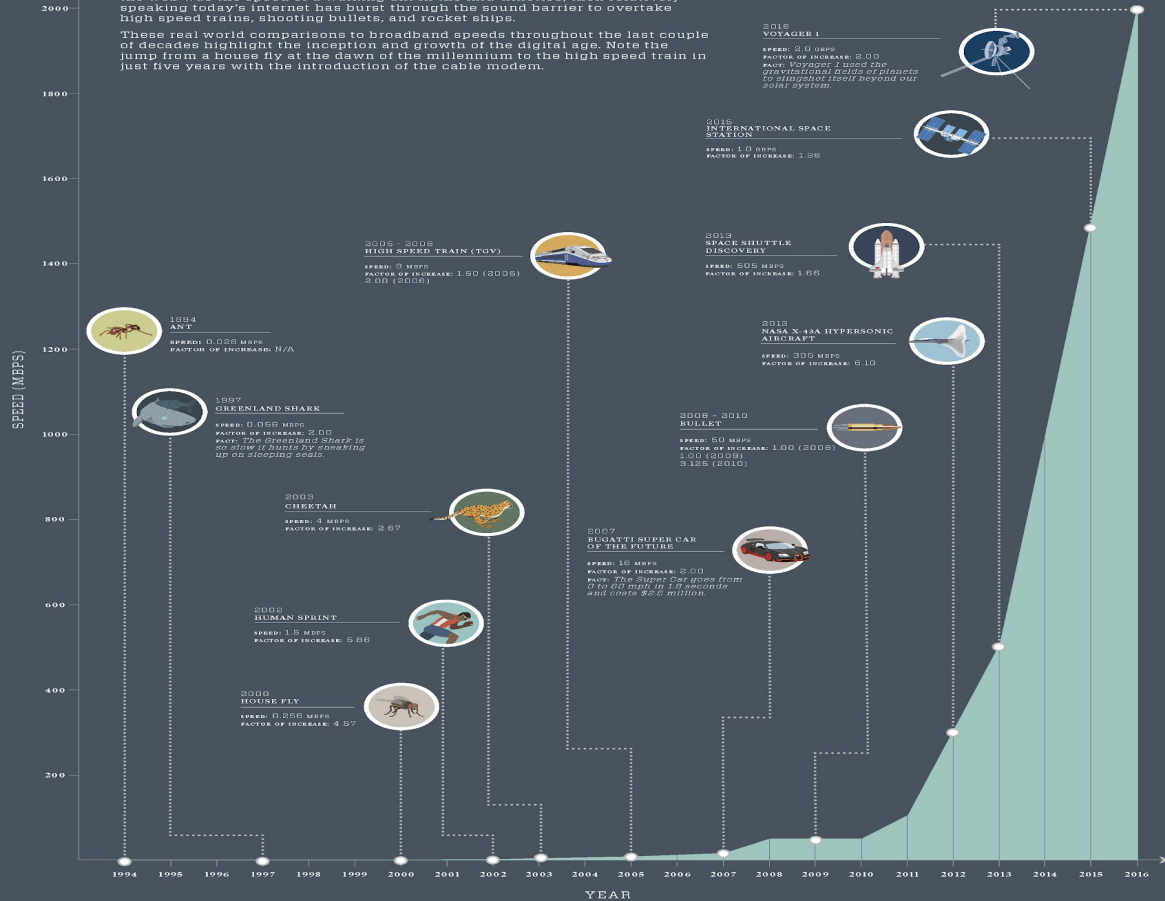 speaking today's internet has burst through the sound barrier to overtake
high speed trains, shooting bullets, and rocket ships.
These real world comparisons to broadband speeds throughout the last couple
of decades highlight the inception and growth of the digital age. Note the
jump from a house fly at the dawn of the millennium to the high speed train in
just five years with the introduction of the cable modem.
2016
VOYAGER 1
SPEED: 2.0 GBPS
FACTOR OF INCREASE: 2.00
FACT: Voyager 1 used the
gravitational fields of planets
to slingshot itself beyond our
solar system.
2015
INTERNATIONAL SPACE
STATION
SPEED: 1.0 GBPS
FACTOR OF INCREASE: 1.98
2005 - 2006
HIGH SPEED TRAIN (TGV)
SPEED: MBPS
FACTOR OF INCREASE: 1.50 (2005)
2.00 (2006)
2013
SPACE SHUTTLE
DISCOVERY
SPEED: 505 MBPS
FACTOR OF INCREASE: 1.66
1994
ANT
SPEED: 0.028 MBPS
FACTOR OF INCREASE: N/A
2012
NASA X-43A HYPERSONIC
AIRCRAFT
SPEED: 305 MBPS
FACTOR OF INCREASE: 6.10
1997
GREENLAND SHARK
SPEED: 0.056 MBPS
FACTOR OF INCREASE: 2.00
FACT: The Greenland Shark is
so slow it hunts by sneaking
up on sleeping seals.
2008 - 2010
BULLET
SPEED: 50 MBPS
FACTOR OF INCREASE: 1.00 (2008)
1.00 (2009)
3.125 (2010)
2003
CHEETAH
SPEED: 4 MBPS
FACTOR OF INCREASE: 2.67
2007
BUGATTI SUPER CAR
OF THE FUTURE
SPEED: 16 MBPS
FACTOR OF INCREASE: 2.00
FACT: The Super Car goes from
0 to 60 mph in 1.8 seconds
and costs $2.6 million.
2002
HUMAN SPRINT
SPEED: 1.5 MBPS
FACTOR OF INCREASE: 5.86
2000
HOUSE FLY
SPEED: 0.256 MBPS
FACTOR OF INCREASE: 4.57
SPEED (MBPS)
2000
1800
1600
1400
1200
1000
800
600
400
200
1994 1995 1996 1997 1998 1999 2000 2001 2002 2003 2004 2005 2006 2007 2008 2009 2010 2011 2012 2013 2014 2015 2016
YEAR